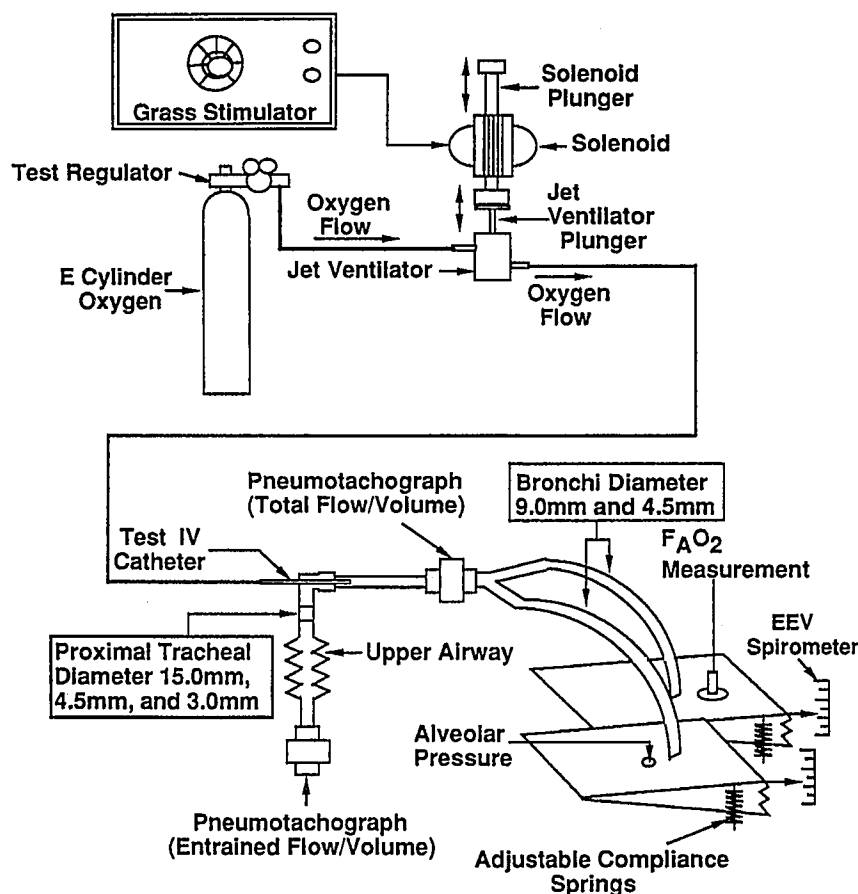 Grass Stimulator
Solenoid
Plunger
Solenoid
Test Regulator
Oxygen
Flow
Jet
Ventilator
Plunger
Jet Ventilator
E Cylinder
Oxygen
Oxygen
Flow
Pneumotachograph
(Total Flow/Volume)
Bronchi Diameter
9.0mm and 4.5mm
Test IV
Catheter
FAO2
Measurement
EEV
Spirometer
Proximal Tracheal
Diameter 15.0mm,
4.5mm, and 3.0mm
Upper Airway
Alveolar
Pressure
Pneumotachograph
(Entrained Flow/Volume)
Adjustable Compliance
Springs